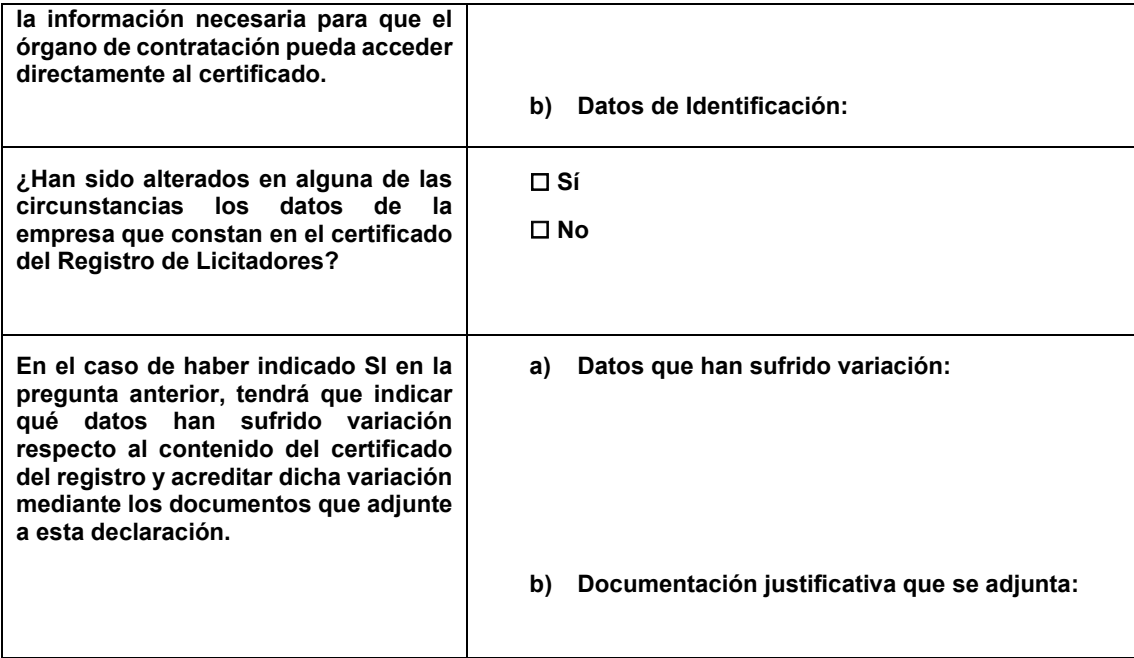 la información necesaria para que el
órgano de contratación pueda acceder
directamente al certificado.
b) Datos de Identificación:
¿Han sido alterados en alguna de las
circunstancias los datos de la
empresa que constan en el certificado
del Registro de Licitadores?
☐ Sí
☐ No
En el caso de haber indicado SI en la
pregunta anterior, tendrá que indicar
qué datos han sufrido variación
respecto al contenido del certificado
del registro y acreditar dicha variación
mediante los documentos que adjunte
a esta declaración.
a) Datos que han sufrido variación:
b) Documentación justificativa que se adjunta: